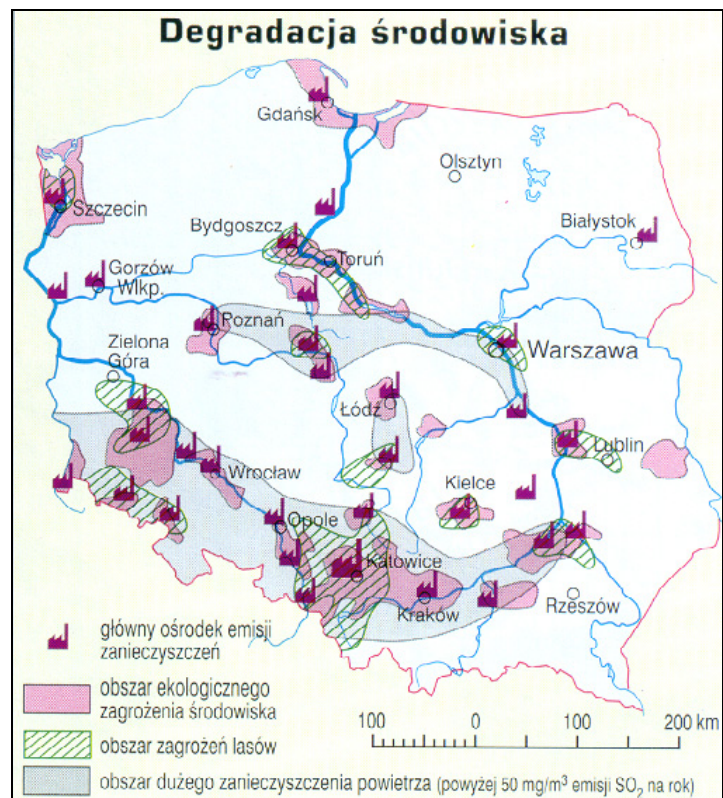 Degradacja środowiska
Gdańsk
Olsztyn
Szczecin
Białystok
Bydgoszcz
Toruń
Gorzów
Wlkp.
Poznań
Zielona
Góra
Warszawa
Łódź
Lublin
Wrocław
Kielce
Opole
Katowice
Kraków
Rzeszów
główny ośrodek emisji
zanieczyszczeń
obszar ekologicznego
zagrożenia środowiska
100 0 100 200 km
obszar zagrożeń lasów
obszar dużego zanieczyszczenia powietrza (powyżej 50 mg/m³ emisji SO₂ na rok)